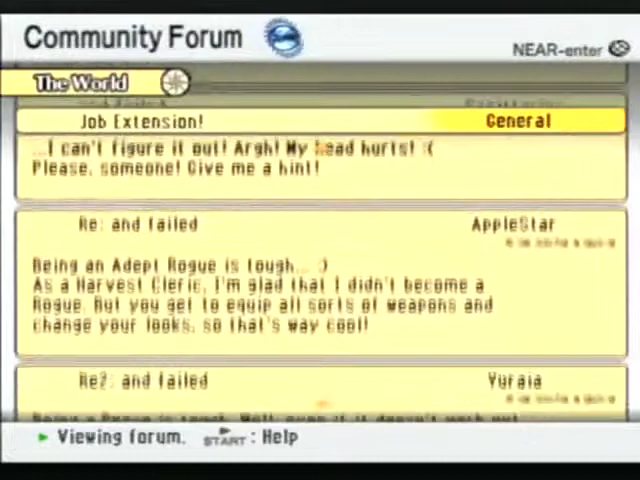 Community Forum
NEAR-enter
The World
Job Extension!
General
...I can't figure it out! Argh! My head hurts! :(
Please, someone! Give me a hint!
Re: and failed
AppleStar
Being an Adept Rogue is tough... :)
As a Harvest Cleric, I'm glad that I didn't become a
Rogue. But you get to equip all sorts of weapons and
change your looks, so that's way cool!
Re2: and failed
Yuraia
Viewing forum. START: Help